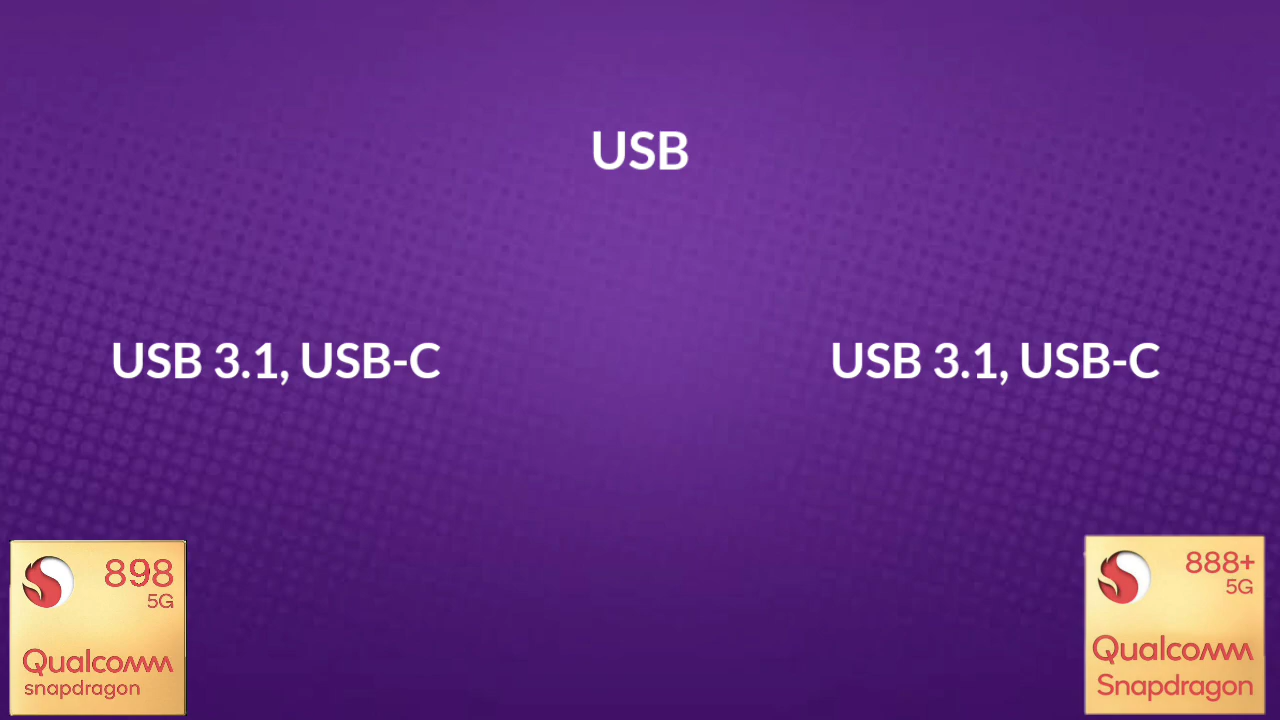 USB
USB 3.1, USB-C
USB 3.1, USB-C
898
5G
Qualcomm
snapdragon
888+
5G
Qualcomm
Snapdragon